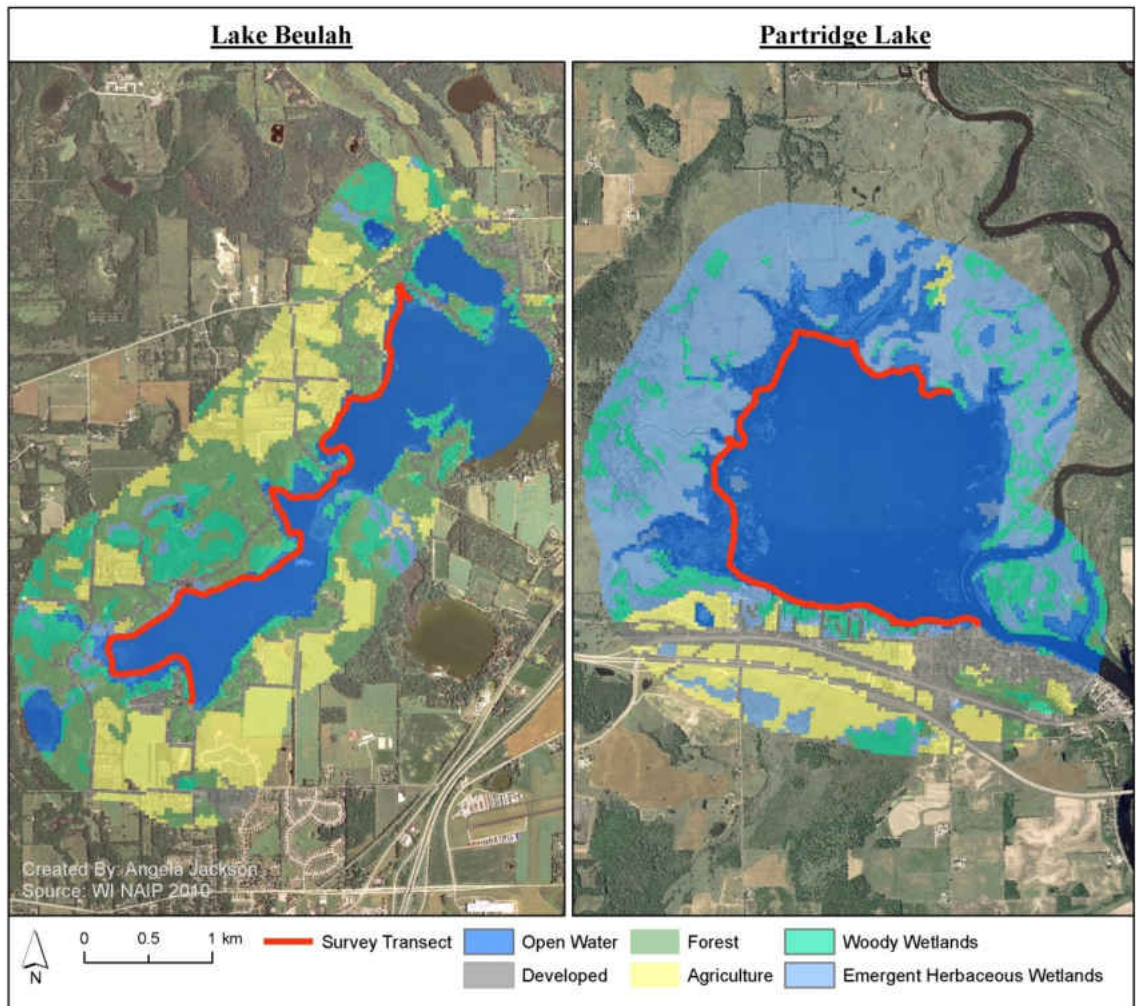 Lake Beulah
Partridge Lake
Created By: Angela Jackson
Source: WI NAIP 2010
N
0 0.5 1 km
Survey Transect
Open Water
Forest
Woody Wetlands
Developed
Agriculture
Emergent Herbaceous Wetlands